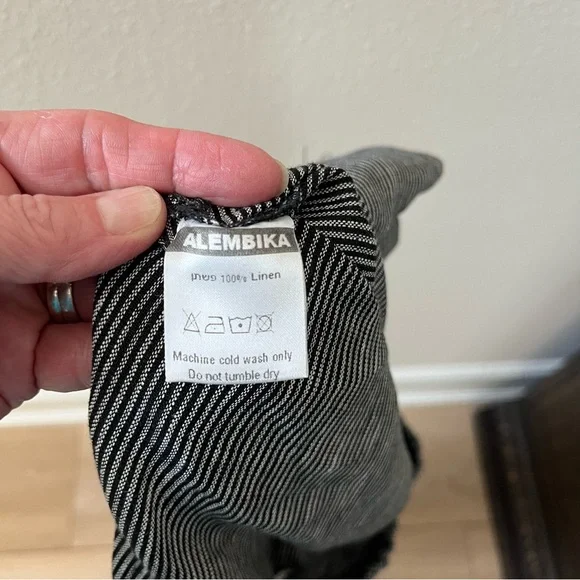 ALEMBIKA
פשתן 100% Linen
Machine cold wash only
Do not tumble dry